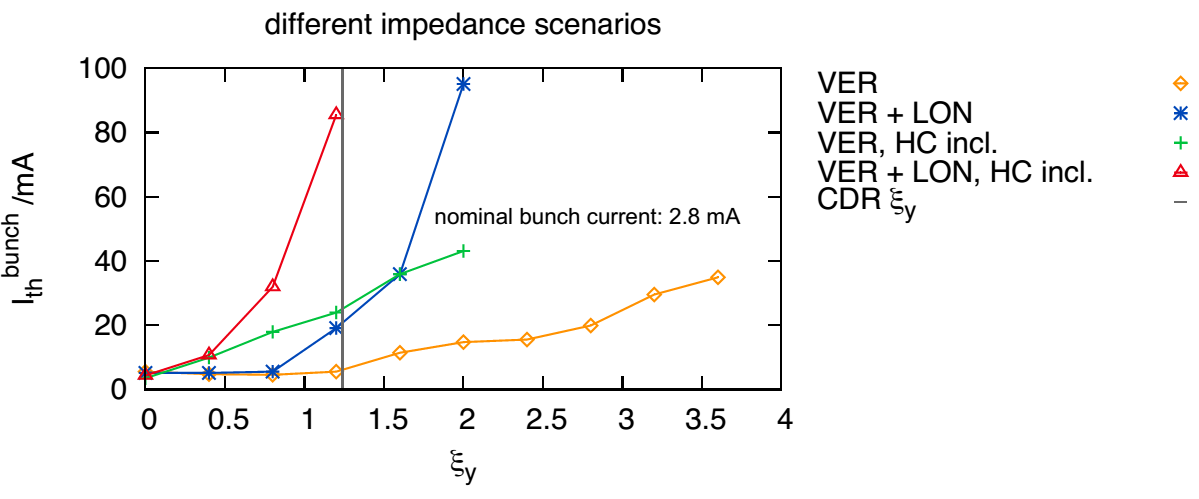 different impedance scenarios
100
80
60
40
20
0
I_th^bunch /mA
nominal bunch current: 2.8 mA
0 0.5 1 1.5 2 2.5 3 3.5 4
ξ_y
VER
VER + LON
VER, HC incl.
VER + LON, HC incl.
CDR ξ_y